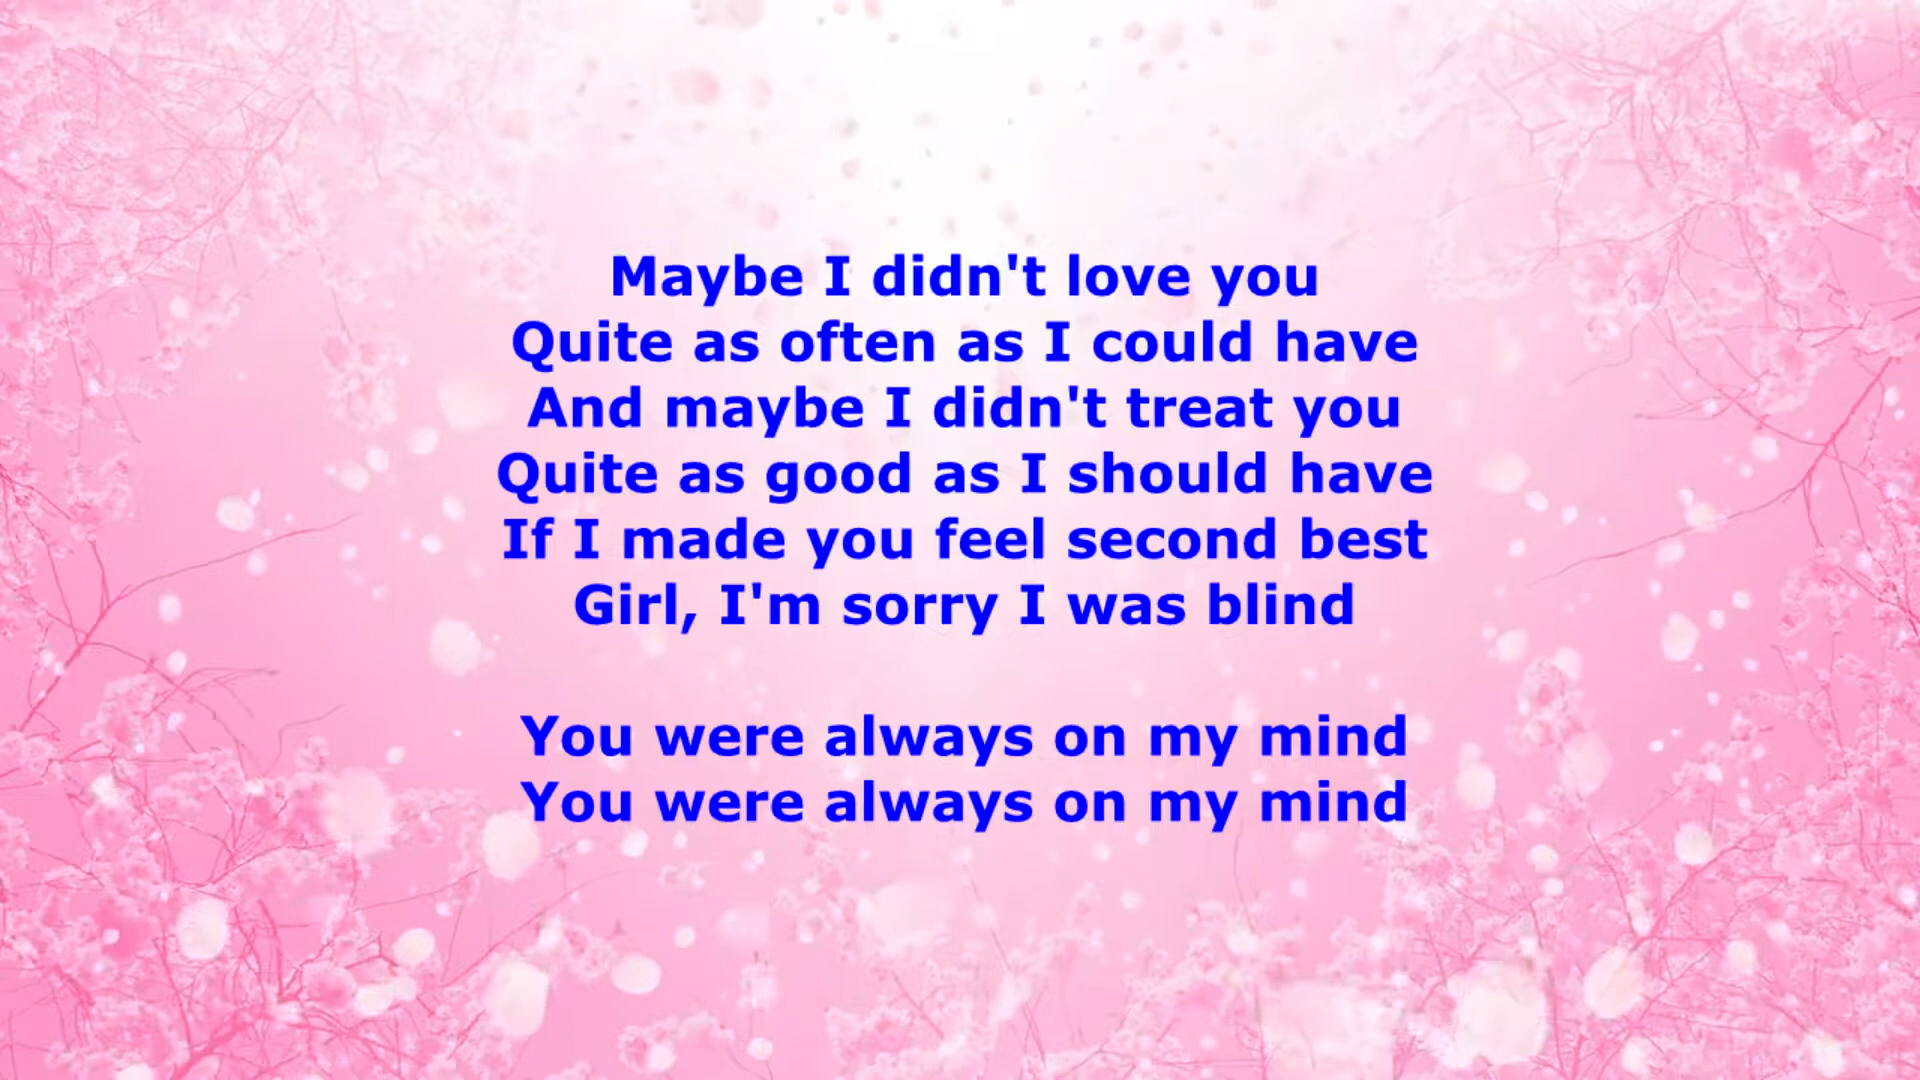 Maybe I didn't love you
Quite as often as I could have
And maybe I didn't treat you
Quite as good as I should have
If I made you feel second best
Girl, I'm sorry I was blind
You were always on my mind
You were always on my mind